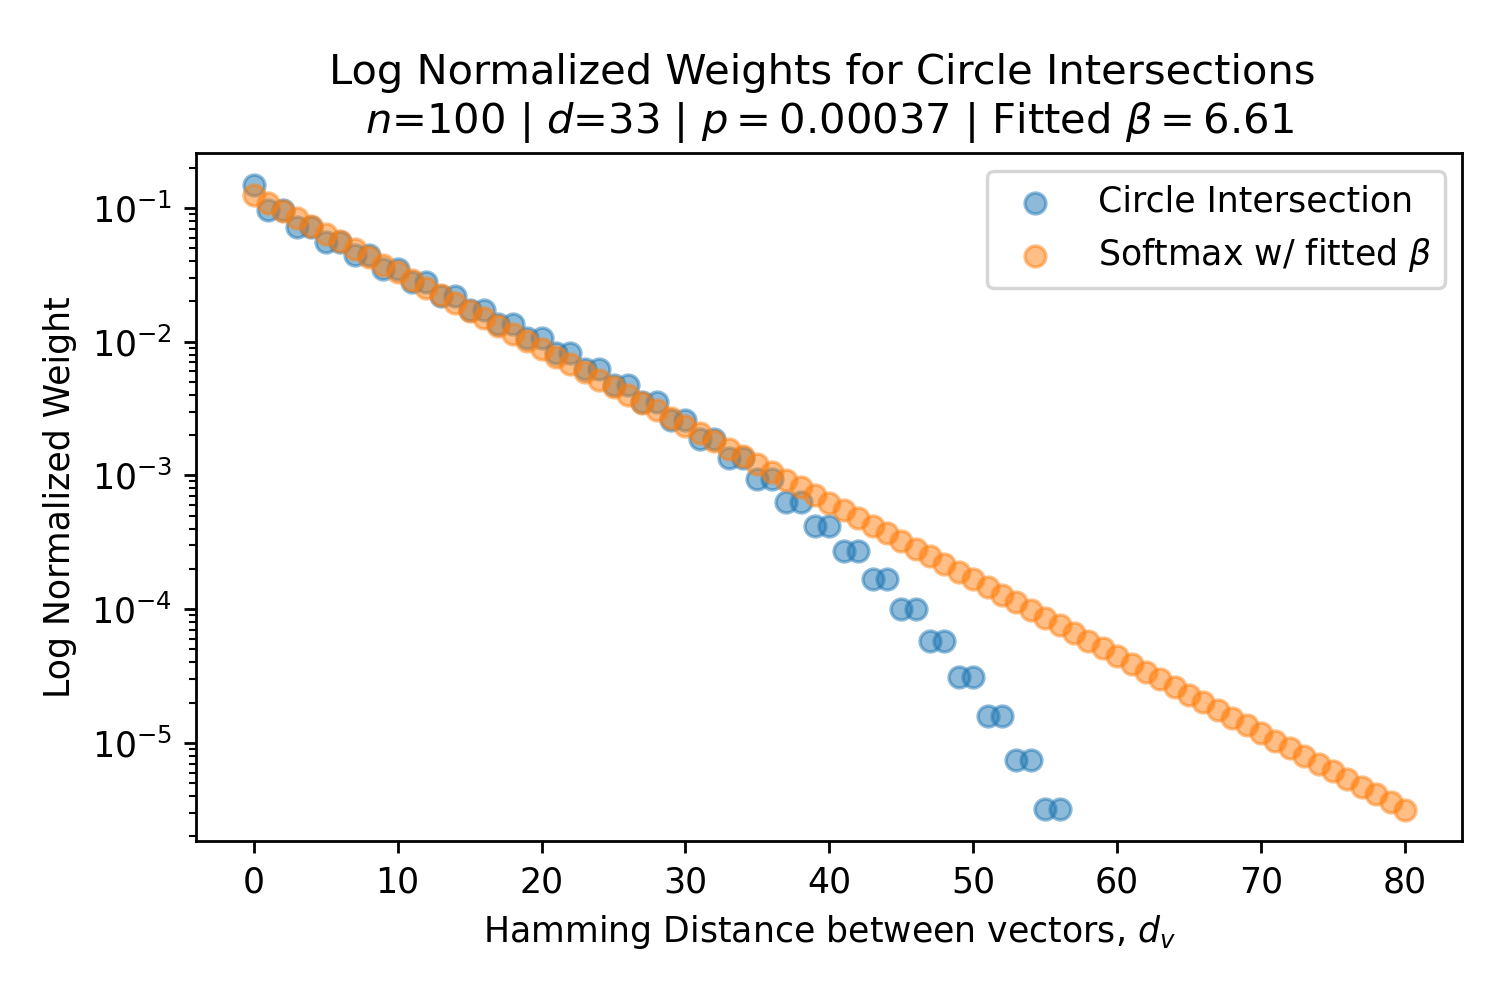 Log Normalized Weights for Circle Intersections
n=100 | d=33 | p = 0.00037 | Fitted β = 6.61
Circle Intersection
Softmax w/ fitted β
Log Normalized Weight
10⁻¹
10⁻²
10⁻³
10⁻⁴
10⁻⁵
0 10 20 30 40 50 60 70 80
Hamming Distance between vectors, dᵥ